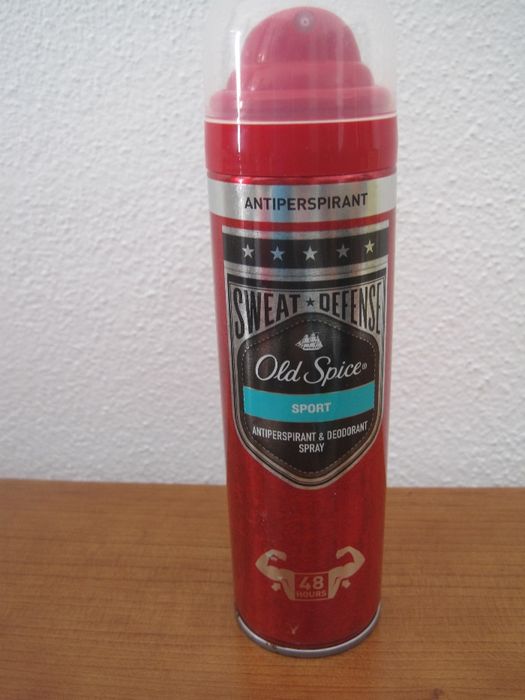 ANTIPERSPIRANT
SWEAT ★ DEFENSE
Old Spice®
SPORT
ANTIPERSPIRANT & DEODORANT
SPRAY
48
HOURS